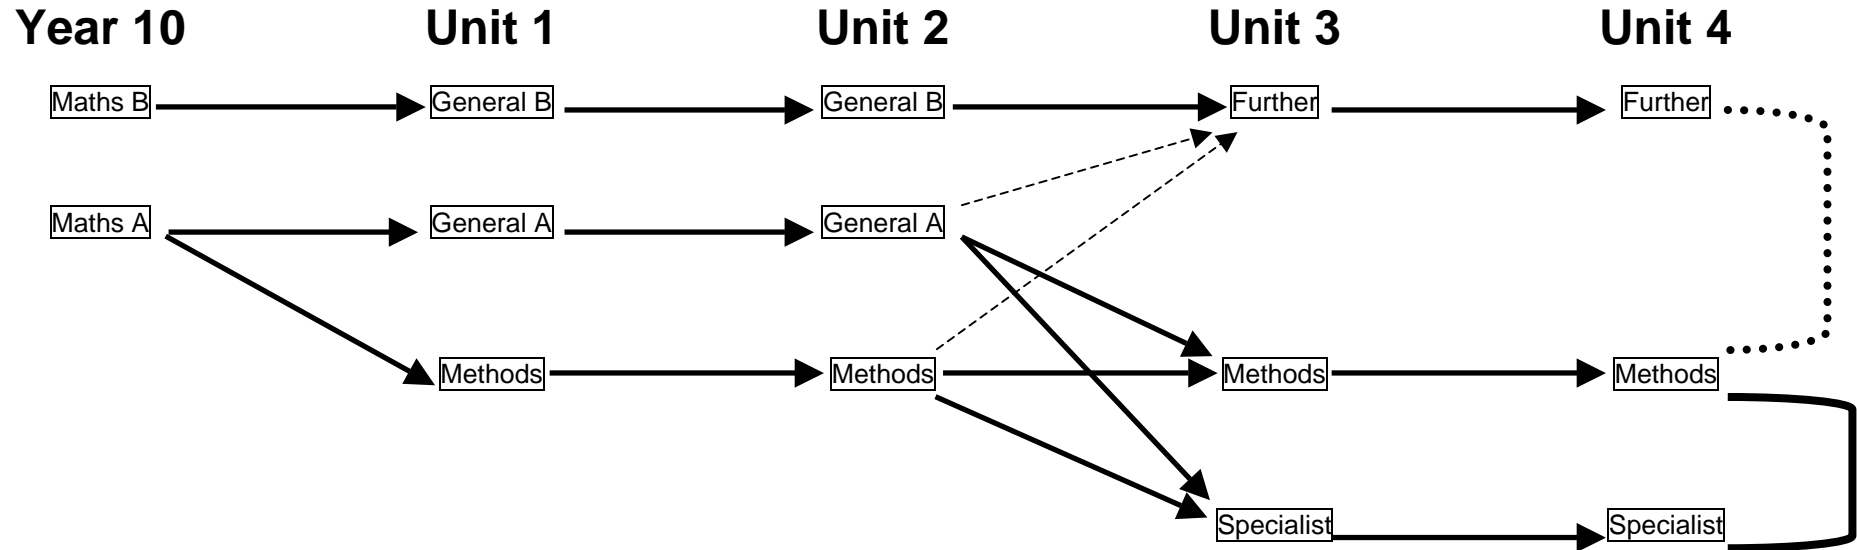 Year 10 Unit 1 Unit 2 Unit 3 Unit 4
Maths B General B General B Further Further
Maths A General A General A
Methods Methods Methods Methods
Specialist Specialist